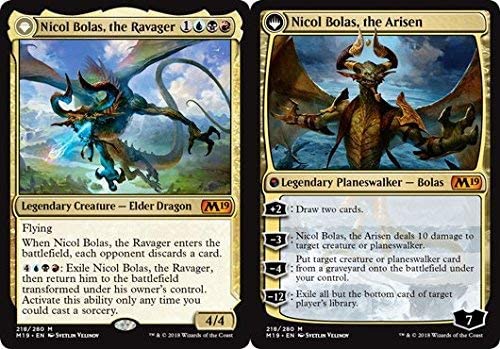 Nicol Bolas, the Ravager 1
Legendary Creature — Elder Dragon M19
Flying
When Nicol Bolas, the Ravager enters the
battlefield, each opponent discards a card.
4 : Exile Nicol Bolas, the Ravager,
then return him to the battlefield
transformed under his owner's control.
Activate this ability only any time you
could cast a sorcery.
4/4
218/280 M
M19 • EN SVETLIN VELINOV
™ & © 2018 Wizards of the Coast
Nicol Bolas, the Arisen
Legendary Planeswalker — Bolas M19
+2 : Draw two cards.
−3 : Nicol Bolas, the Arisen deals 10 damage to
target creature or planeswalker.
−4 : Put target creature or planeswalker card
from a graveyard onto the battlefield under
your control.
−12 : Exile all but the bottom card of target
player's library.
7
218/280 M
M19 • EN SVETLIN VELINOV
™ & © 2018 Wizards of the Coast